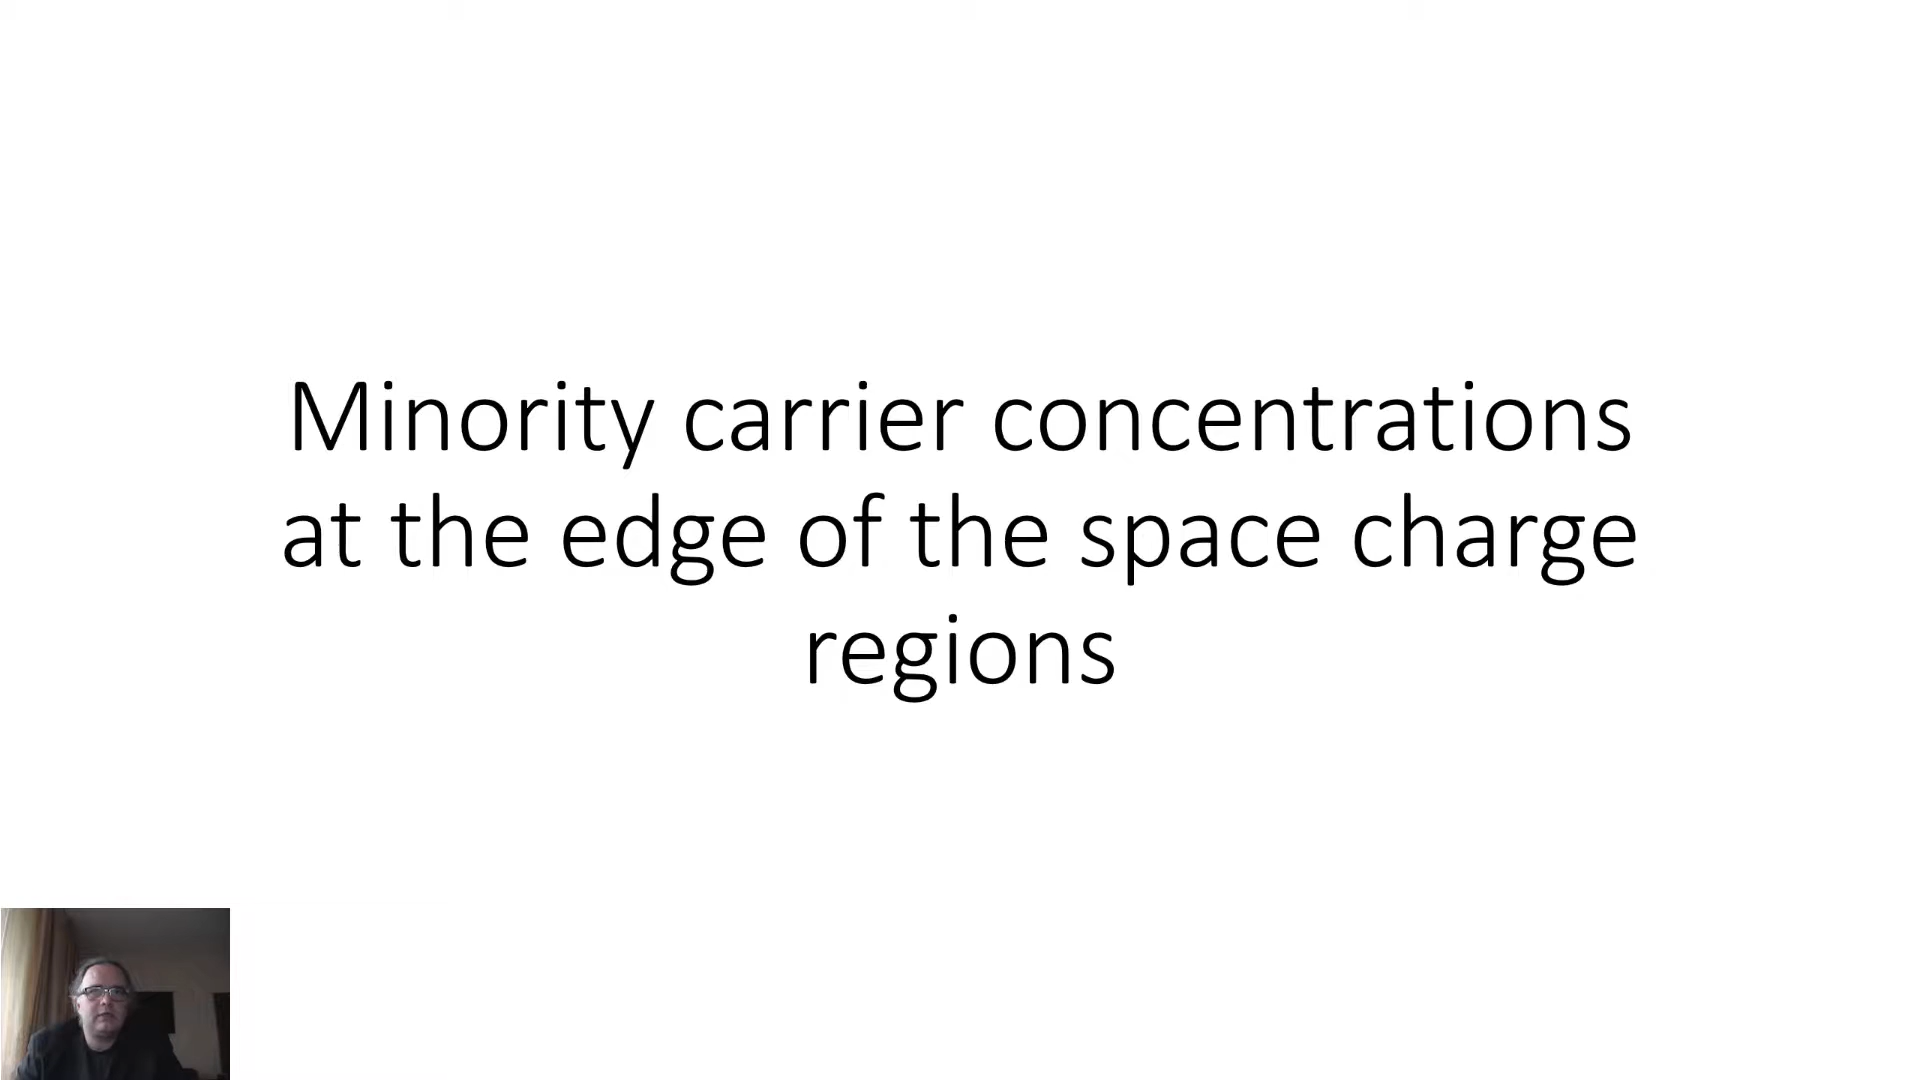 Minority carrier concentrations
at the edge of the space charge
regions